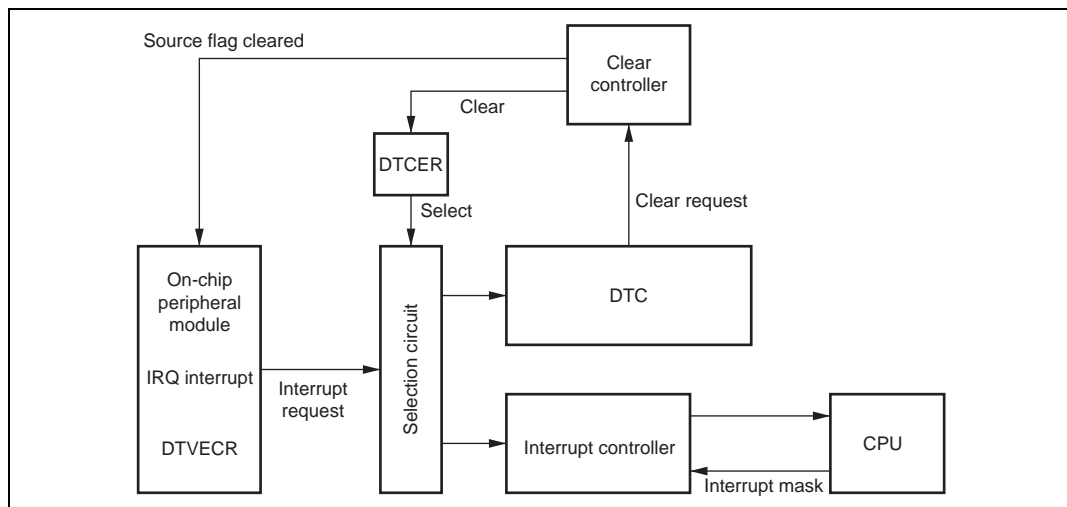 Source flag cleared
Clear
controller
Clear
DTCER
Clear request
Select
On-chip
peripheral
module
IRQ interrupt
DTVECR
Interrupt
request
Selection circuit
DTC
Interrupt controller
CPU
Interrupt mask